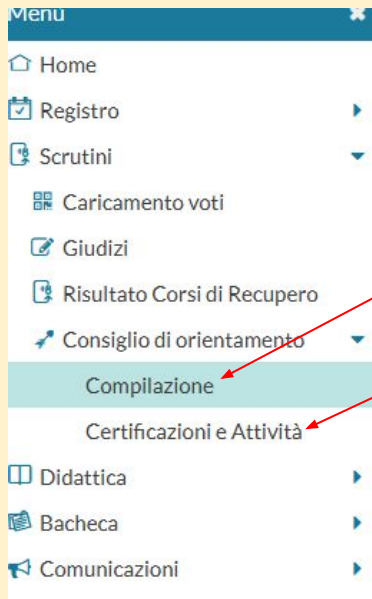 Menù
Home
Registro
Scrutini
Caricamento voti
Giudizi
Risultato Corsi di Recupero
Consiglio di orientamento
Compilazione
Certificazioni e Attività
Didattica
Bacheca
Comunicazioni